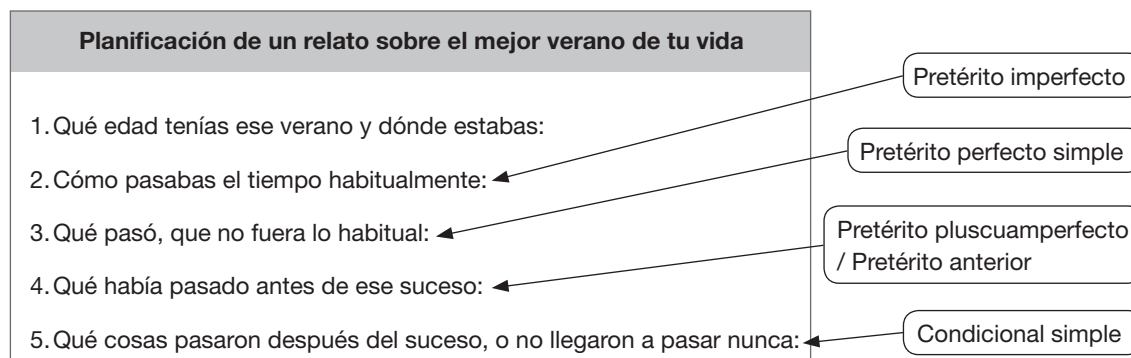 Planificación de un relato sobre el mejor verano de tu vida
Pretérito imperfecto
1. Qué edad tenías ese verano y dónde estabas:
Pretérito perfecto simple
2. Cómo pasabas el tiempo habitualmente:
3. Qué pasó, que no fuera lo habitual:
Pretérito pluscuamperfecto
/ Pretérito anterior
4. Qué había pasado antes de ese suceso:
5. Qué cosas pasaron después del suceso, o no llegaron a pasar nunca:
Condicional simple